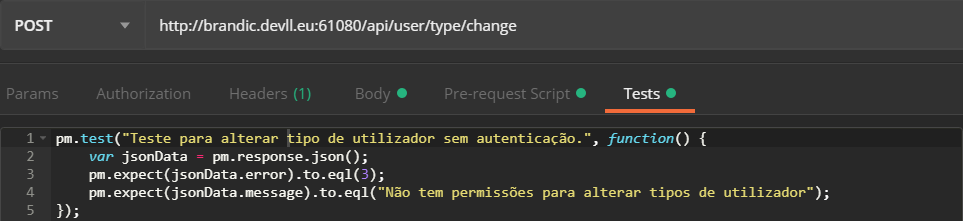 POST http://brandic.devll.eu:61080/api/user/type/change
Params Authorization Headers (1) Body Pre-request Script Tests
1 pm.test("Teste para alterar tipo de utilizador sem autenticação.", function() {
2 var jsonData = pm.response.json();
3 pm.expect(jsonData.error).to.eql(3);
4 pm.expect(jsonData.message).to.eql("Não tem permissões para alterar tipos de utilizador");
5 });